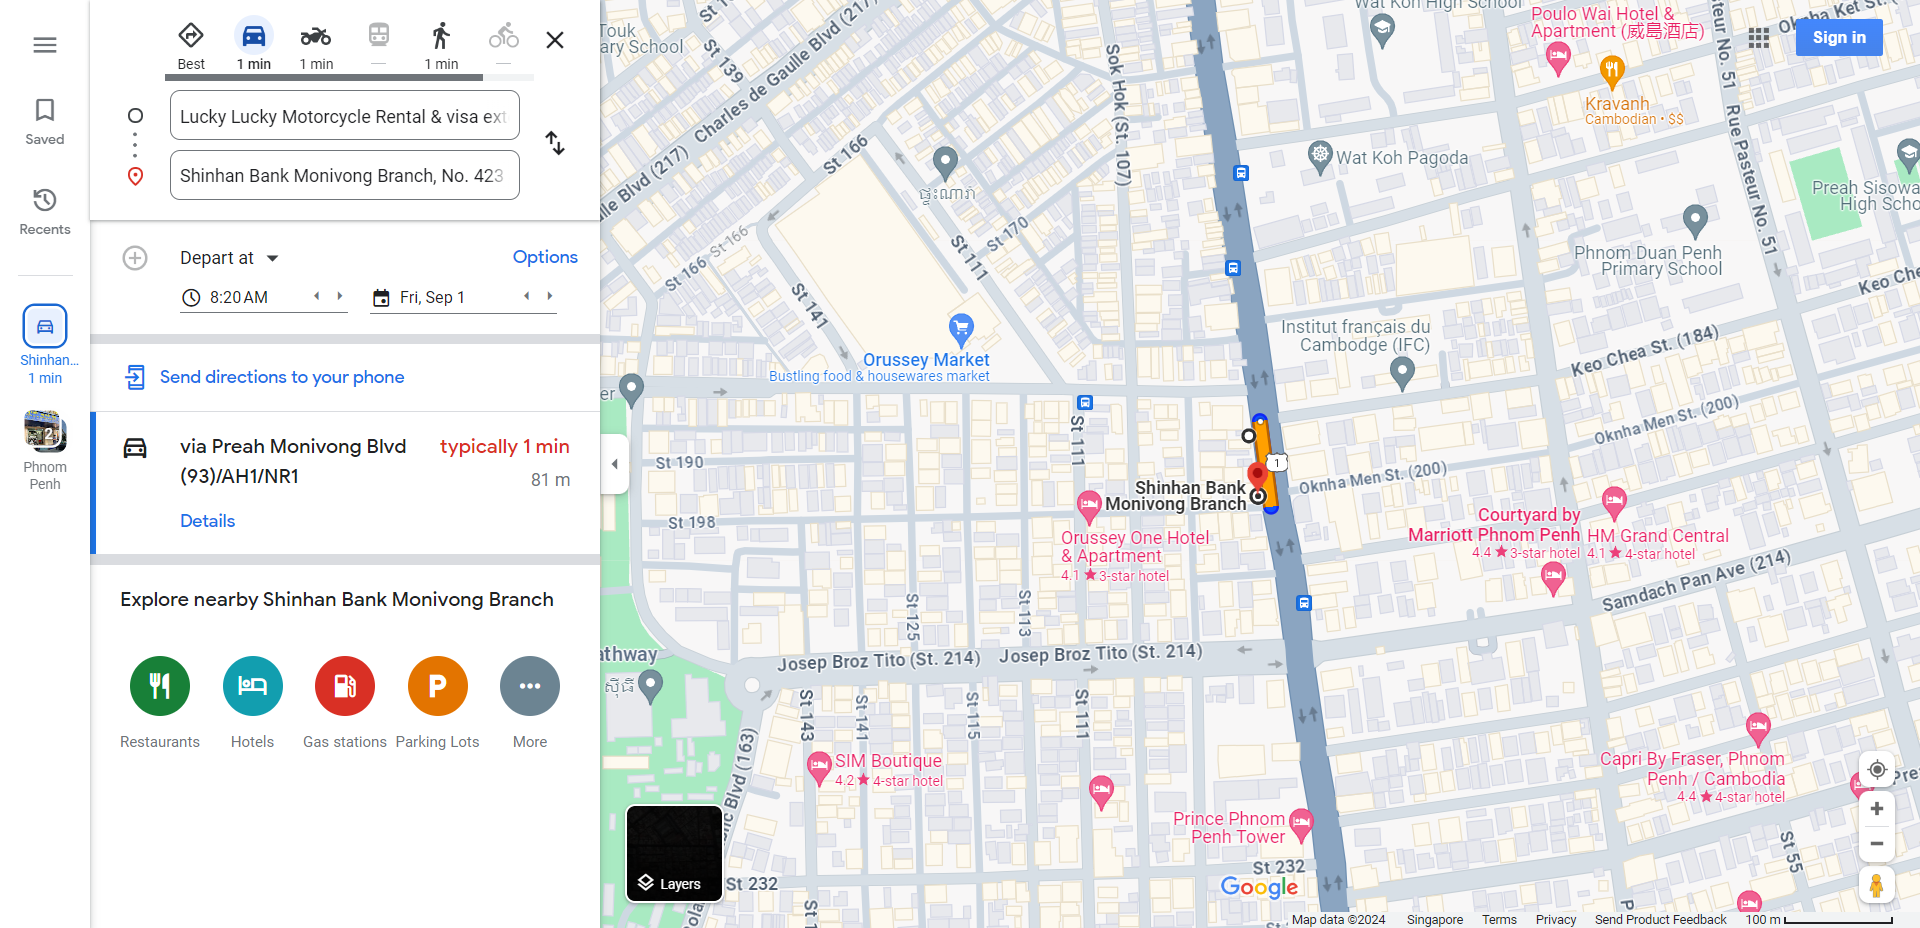 Saved
Recents
Shinhan...
1 min
2
Phnom
Penh
Best
1 min
1 min
—
1 min
—
Lucky Lucky Motorcycle Rental & visa ext
Shinhan Bank Monivong Branch, No. 423
Depart at
Options
8:20 AM
Fri, Sep 1
Send directions to your phone
via Preah Monivong Blvd
(93)/AH1/NR1
typically 1 min
81 m
Details
Explore nearby Shinhan Bank Monivong Branch
Restaurants
Hotels
Gas stations
P
Parking Lots
More
Touk
ary School
St 139
Charles de Gaulle Blvd (217)
St 166
Sok Hok (St. 107)
Wat Koh High School
Poulo Wai Hotel &
Apartment (威島酒店)
Oknha Ket St.
Sign in
Kravanh
Cambodian • $$
Rue Pasteur No. 51
Wat Koh Pagoda
Preah Sisowa
High Scho
ផ្ទះណារ៉ា
St 166
St 166
St 170
St 111
St 141
Phnom Duan Penh
Primary School
Keo Che
Institut français du
Cambodge (IFC)
Keo Chea St. (184)
Orussey Market
Bustling food & housewares market
er
St 111
Oknha Men St. (200)
St 190
1
Oknha Men St. (200)
Shinhan Bank
Monivong Branch
St 198
Orussey One Hotel
& Apartment
4.1 ★ 3-star hotel
Courtyard by
Marriott Phnom Penh
4.4 ★ 3-star hotel
HM Grand Central
4.1 ★ 4-star hotel
Samdach Pan Ave (214)
St 125
St 113
athway
Josep Broz Tito (St. 214)
Josep Broz Tito (St. 214)
St 143
St 141
St 115
St 111
Blvd (163)
SIM Boutique
4.2 ★ 4-star hotel
Capri By Fraser, Phnom
Penh / Cambodia
4.4 ★ 4-star hotel
Prince Phnom
Penh Tower
St 55
Layers
St 232
St 232
Google
Map data ©2024
Singapore
Terms
Privacy
Send Product Feedback
100 m